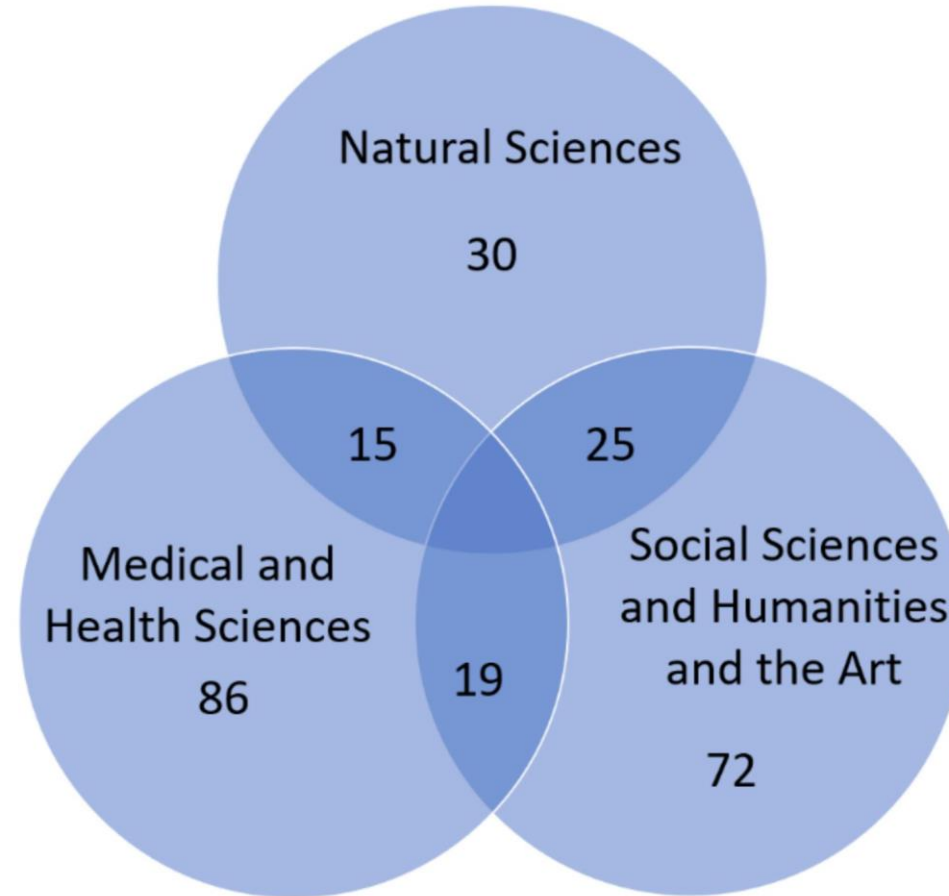 Natural Sciences
30
15
25
Medical and
Health Sciences
86
19
Social Sciences
and Humanities
and the Art
72